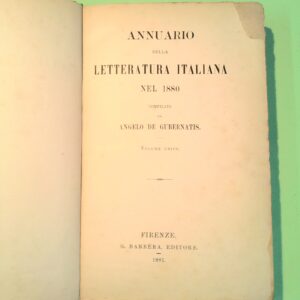 ANNUARIO
DELLA
LETTERATURA ITALIANA
NEL 1880
COMPILATO
DA
ANGELO DE GUBERNATIS.
VOLUME UNICO.
FIRENZE,
G. BARBÈRA, EDITORE.
1881.